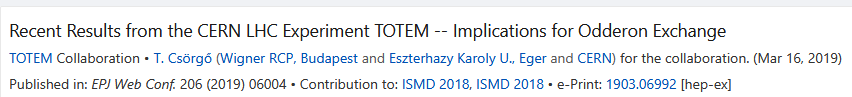 Recent Results from the CERN LHC Experiment TOTEM -- Implications for Odderon Exchange
TOTEM Collaboration • T. Csörgő (Wigner RCP, Budapest and Eszterhazy Karoly U., Eger and CERN) for the collaboration. (Mar 16, 2019)
Published in: EPJ Web Conf. 206 (2019) 06004 • Contribution to: ISMD 2018, ISMD 2018 • e-Print: 1903.06992 [hep-ex]